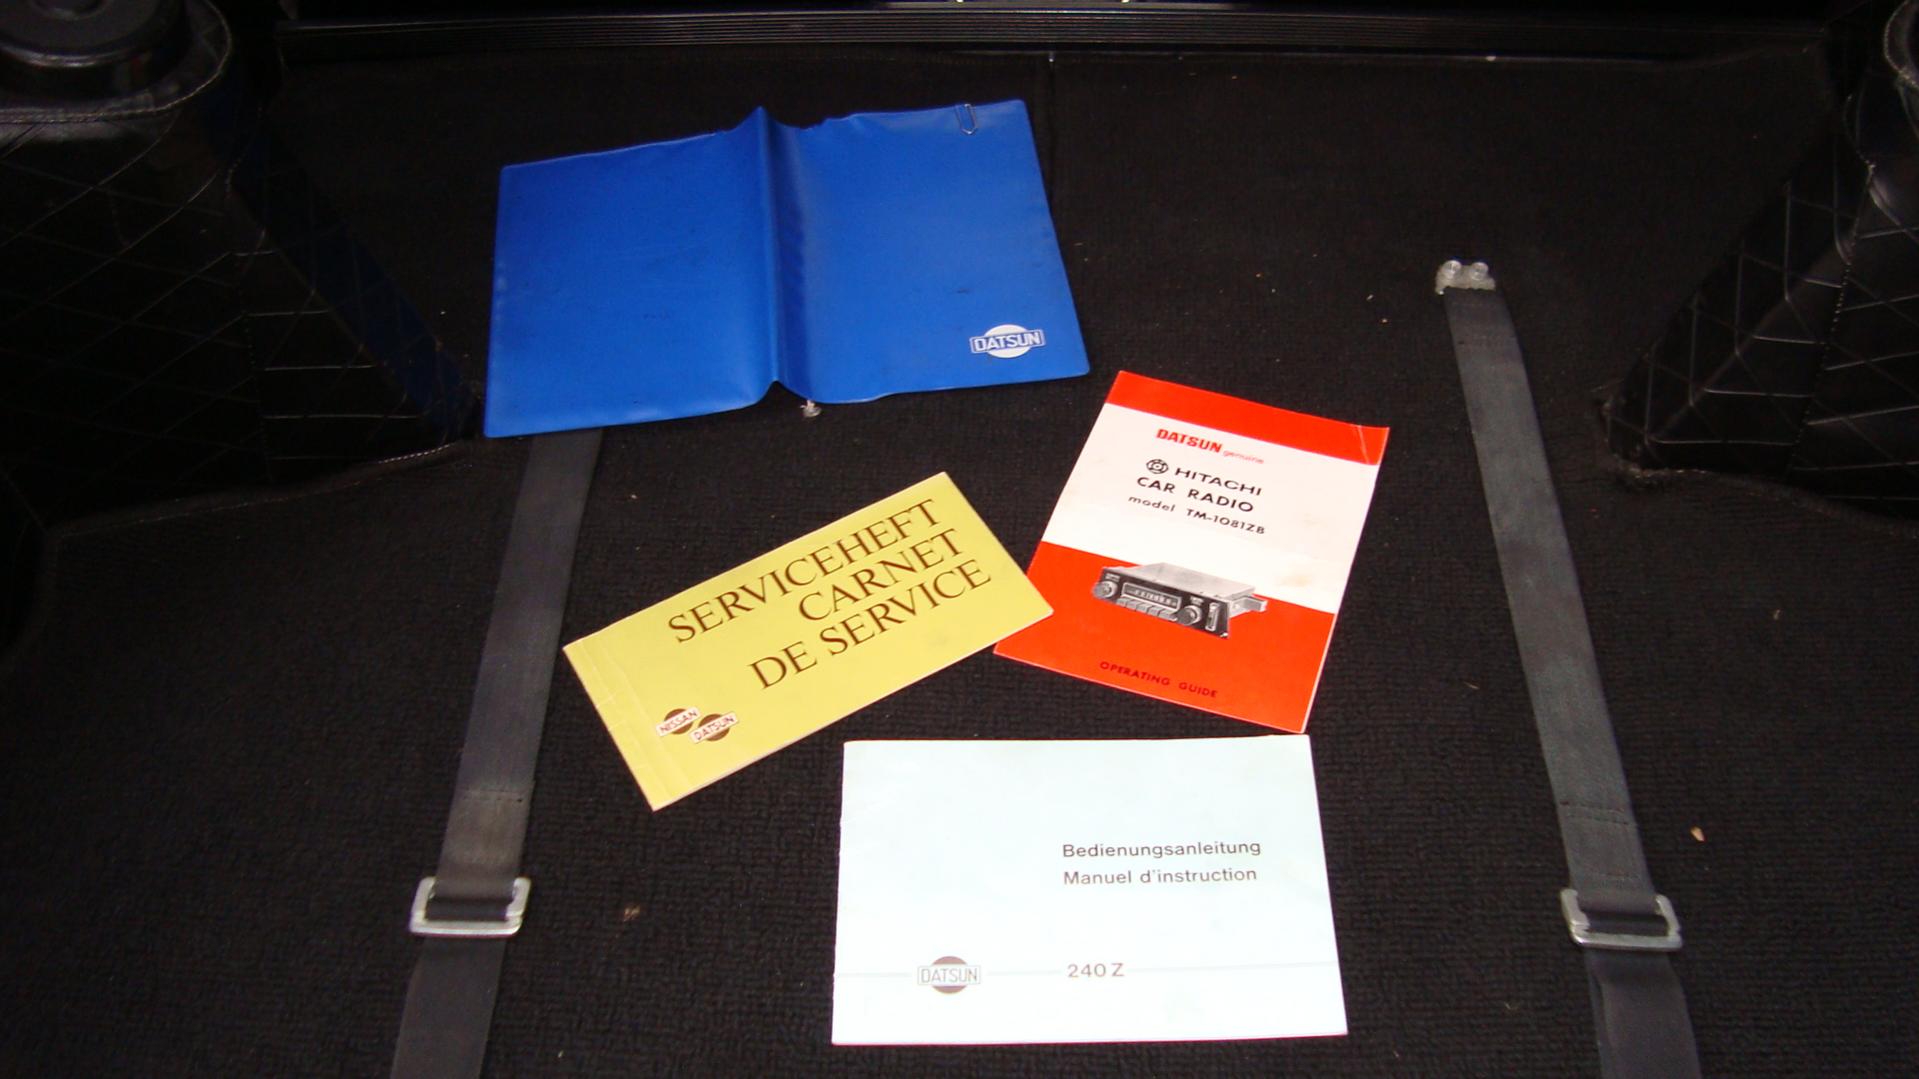 DATSUN
DATSUN genuine
HITACHI
CAR RADIO
model TM-1081ZB
OPERATING GUIDE
SERVICEHEFT
CARNET
DE SERVICE
NISSAN
DATSUN
Bedienungsanleitung
Manuel d'instruction
DATSUN
240 Z